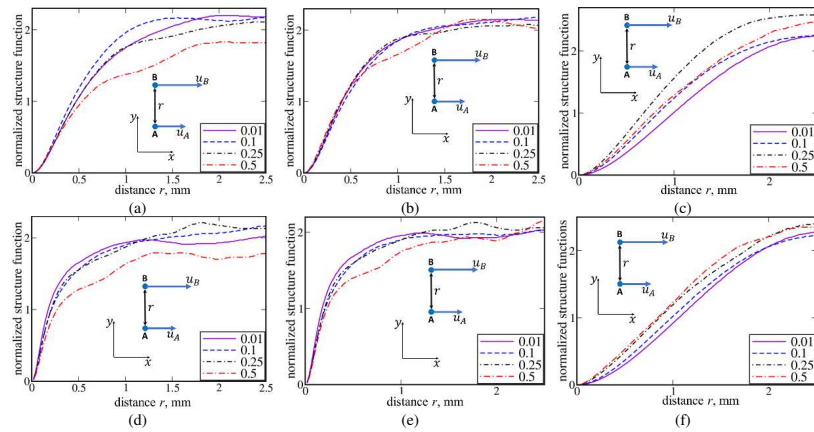 (a)
normalized structure function
2
1
0
0
0.5
1
1.5
2
2.5
distance r, mm
B
u_B
r
A
u_A
y
x
0.01
0.1
0.25
0.5
(b)
normalized structure function
2
1
0
0
0.5
1
1.5
2
2.5
distance r, mm
B
u_B
r
A
u_A
y
x
0.01
0.1
0.25
0.5
(c)
normalized structure function
2
1
0
0
1
2
distance r, mm
B
u_B
r
A
u_A
y
x
0.01
0.1
0.25
0.5
(d)
normalized structure function
2
1
0
0
0.5
1
1.5
2
2.5
distance r, mm
B
u_B
r
A
u_A
y
x
0.01
0.1
0.25
0.5
(e)
normalized structure function
2
1
0
0
1
2
distance r, mm
B
u_B
r
A
u_A
y
x
0.01
0.1
0.25
0.5
(f)
normalized structure functions
2
1
0
0
1
2
distance r, mm
B
u_B
r
A
u_A
y
x
0.01
0.1
0.25
0.5